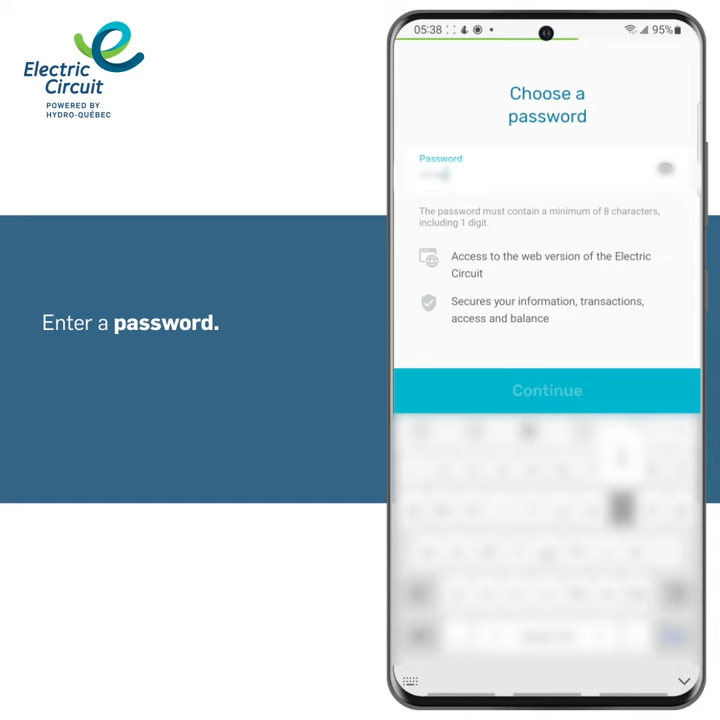 Electric
Circuit
POWERED BY
HYDRO-QUÉBEC
Enter a password.
05:38
95%
Choose a
password
Password
The password must contain a minimum of 8 characters,
including 1 digit.
Access to the web version of the Electric
Circuit
Secures your information, transactions,
access and balance
Continue